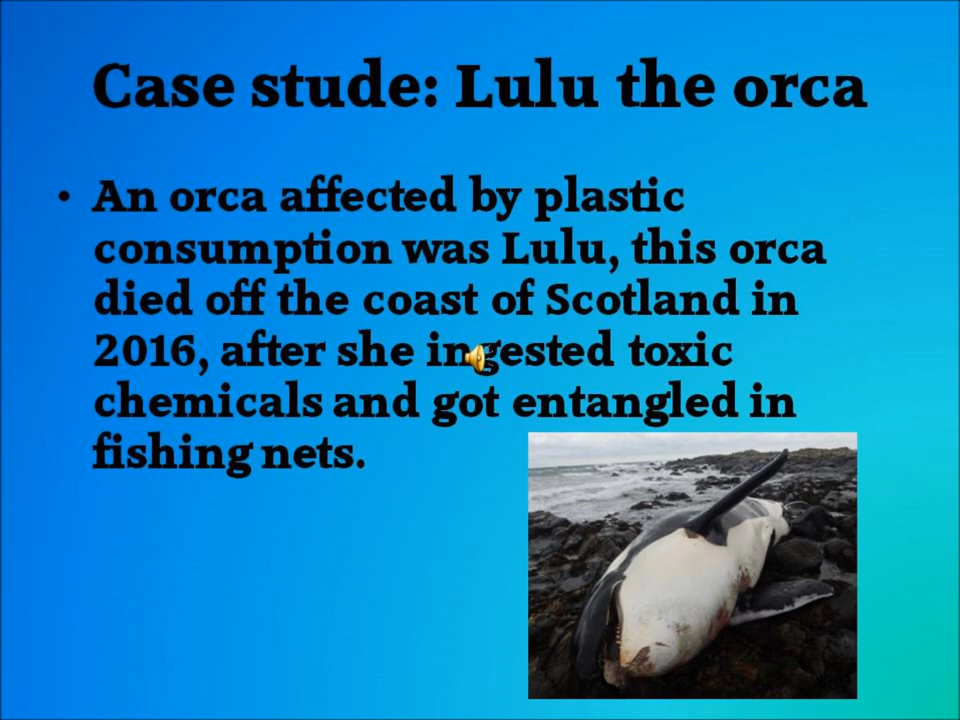 Case stude: Lulu the orca
• An orca affected by plastic
consumption was Lulu, this orca
died off the coast of Scotland in
2016, after she ingested toxic
chemicals and got entangled in
fishing nets.